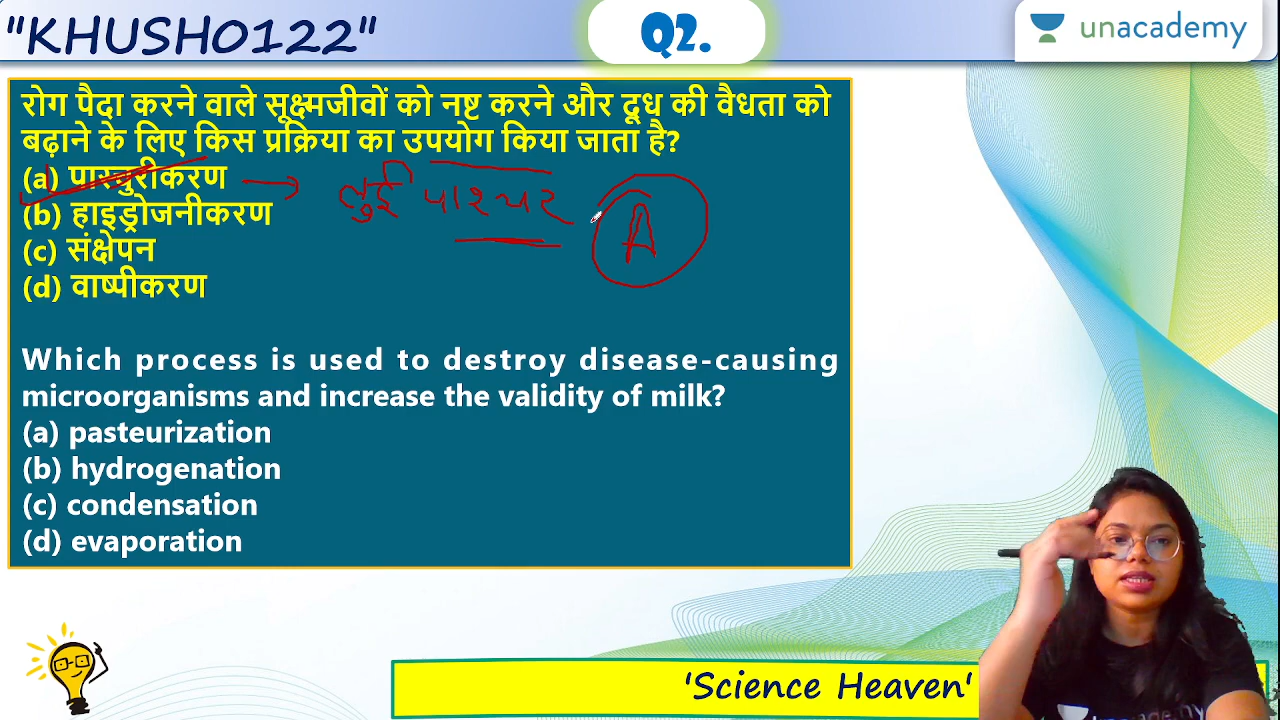 "KHUSH0122"
Q2.
unacademy
रोग पैदा करने वाले सूक्ष्मजीवों को नष्ट करने और दूध की वैधता को
बढ़ाने के लिए किस प्रक्रिया का उपयोग किया जाता है?
(a) पास्चुरीकरण
लुई पाश्चर
A
(b) हाइड्रोजनीकरण
(c) संक्षेपन
(d) वाष्पीकरण
Which process is used to destroy disease-causing
microorganisms and increase the validity of milk?
(a) pasteurization
(b) hydrogenation
(c) condensation
(d) evaporation
'Science Heaven'
unacademy